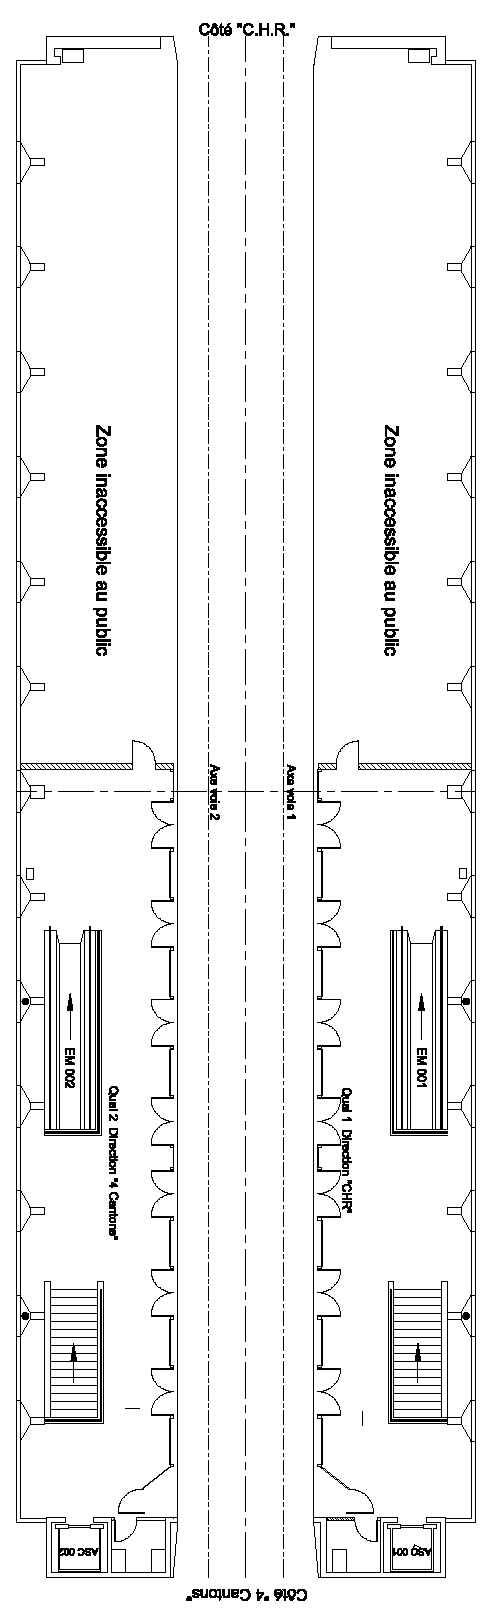 Côté "C.H.R."
Zone inaccessible au public
Zone inaccessible au public
Axe voie 2
Axe voie 1
EM 002
EM 001
Quai 2 Direction "4 Cantons"
Quai 1 Direction "CHR"
ASC 002
ASC 001
Côté "4 Cantons"